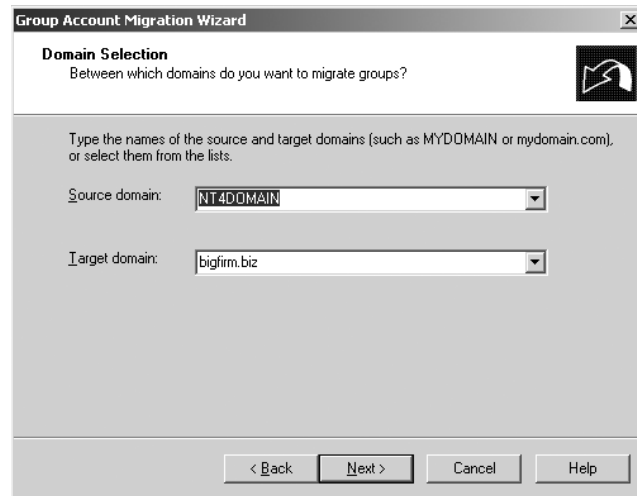 Group Account Migration Wizard
Domain Selection
Between which domains do you want to migrate groups?
Type the names of the source and target domains (such as MYDOMAIN or mydomain.com),
or select them from the lists.
Source domain: NT4DOMAIN
Target domain: bigfirm.biz
< Back Next > Cancel Help